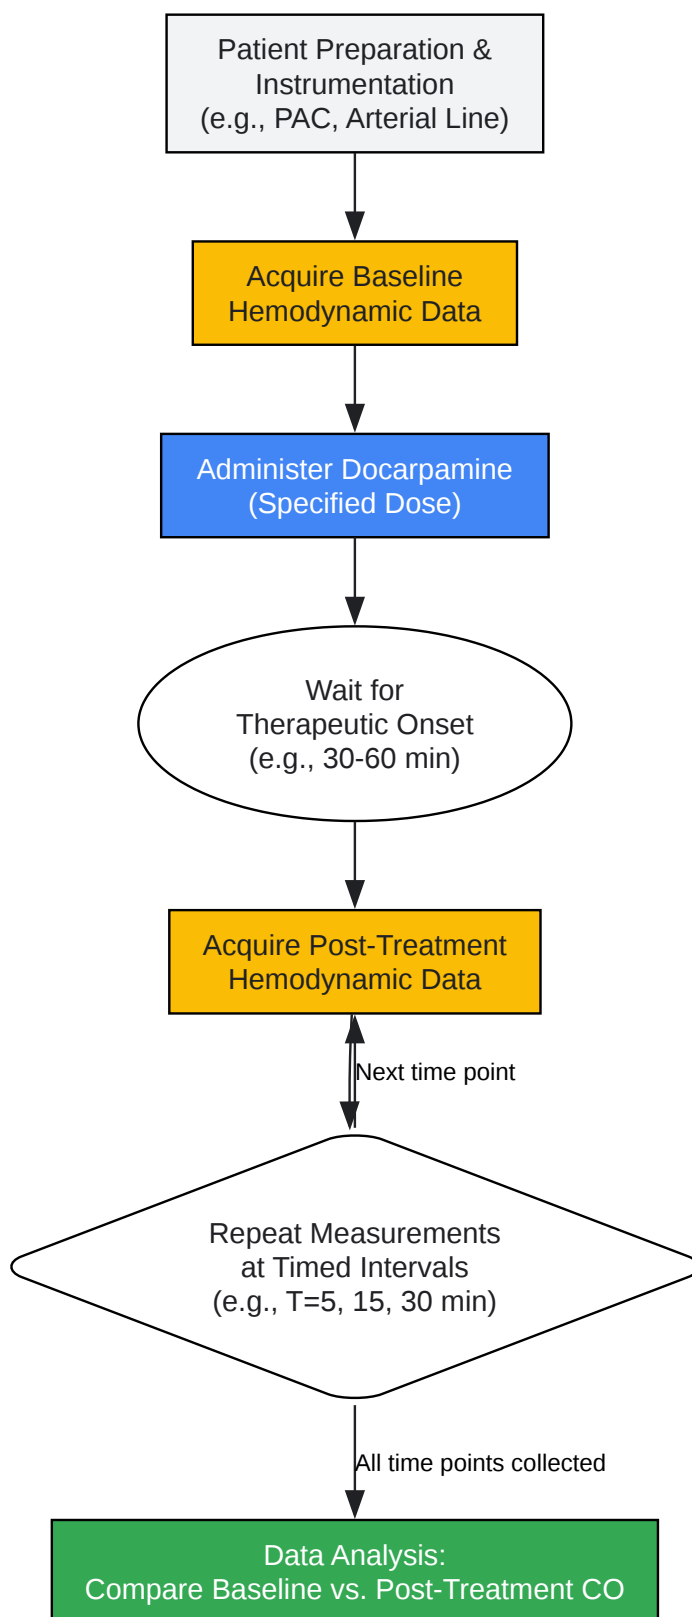 Patient Preparation &
Instrumentation
(e.g., PAC, Arterial Line)
Acquire Baseline
Hemodynamic Data
Administer Docarpamine
(Specified Dose)
Wait for
Therapeutic Onset
(e.g., 30-60 min)
Acquire Post-Treatment
Hemodynamic Data
Next time point
Repeat Measurements
at Timed Intervals
(e.g., T=5, 15, 30 min)
All time points collected
Data Analysis:
Compare Baseline vs. Post-Treatment CO